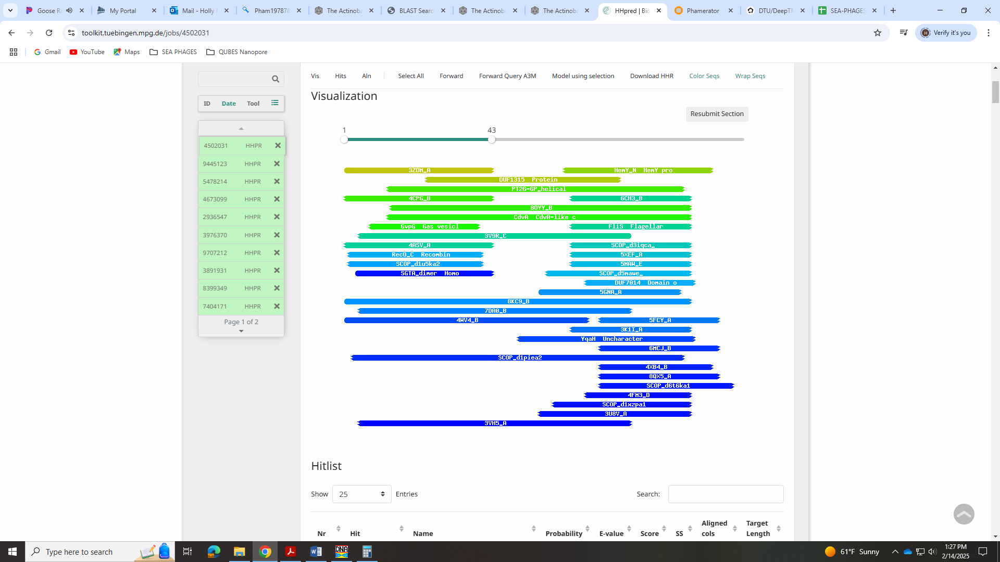 Goose Ra
My Portal
Mail - Holly
Pham197878
The Actinoba
BLAST Searc
The Actinoba
The Actinoba
HHpred | Bio
Phamerator
DTU/DeepTM
SEA-PHAGES
toolkit.tuebingen.mpg.de/jobs/4502031
Verify it's you
Gmail
YouTube
Maps
SEA PHAGES
QUBES Nanopore
Vis Hits Aln Select All Forward Forward Query A3M Model using selection Download HHR Color Seqs Wrap Seqs
Visualization
ID Date Tool
Resubmit Section
1 43
4502031 HHPR
9445123 HHPR
5478214 HHPR
4673099 HHPR
2936547 HHPR
3976370 HHPR
9707212 HHPR
3891931 HHPR
8399349 HHPR
7404171 HHPR
Page 1 of 2
3ZDM_A HemY_N HemY pro
DUF1315 Protein
PT26-6P_helical
4CPG_B 6CH3_B
8OYY_B
CdvA CdvA-like c
GvpG Gas vesicl FliS Flagellar
3V9R_C
4ASV_A SCOP_d3iqca_
RecO_C Recombin 5XEF_A
SCOP_d1u5ka2 5MAW_E
SGTA_dimer Homo SCOP_d5mawe_
DUF7014 Domain o
5GNA_A
8KC9_B
7DA0_B
4WV4_B 5FCY_A
3K1I_A
YqaH Uncharacter
6MCJ_B
SCOP_d1piea2
4XB4_B
8QX5_A
SCOP_d6t6ka1
4FM3_D
SCOP_d1xzpa1
3U8V_A
3VH5_A
Hitlist
Show 25 Entries Search:
Nr Hit Name Probability E-value Score SS Aligned cols Target Length
Type here to search
DNA
61°F Sunny
1:27 PM
2/14/2025